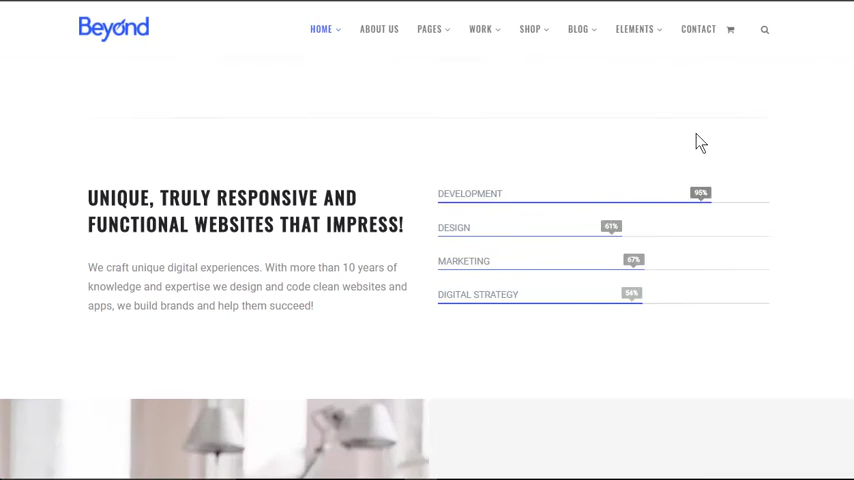 Beyond
HOME ABOUT US PAGES WORK SHOP BLOG ELEMENTS CONTACT
UNIQUE, TRULY RESPONSIVE AND
FUNCTIONAL WEBSITES THAT IMPRESS!
We craft unique digital experiences. With more than 10 years of
knowledge and expertise we design and code clean websites and
apps, we build brands and help them succeed!
DEVELOPMENT 95%
DESIGN 61%
MARKETING 67%
DIGITAL STRATEGY 54%